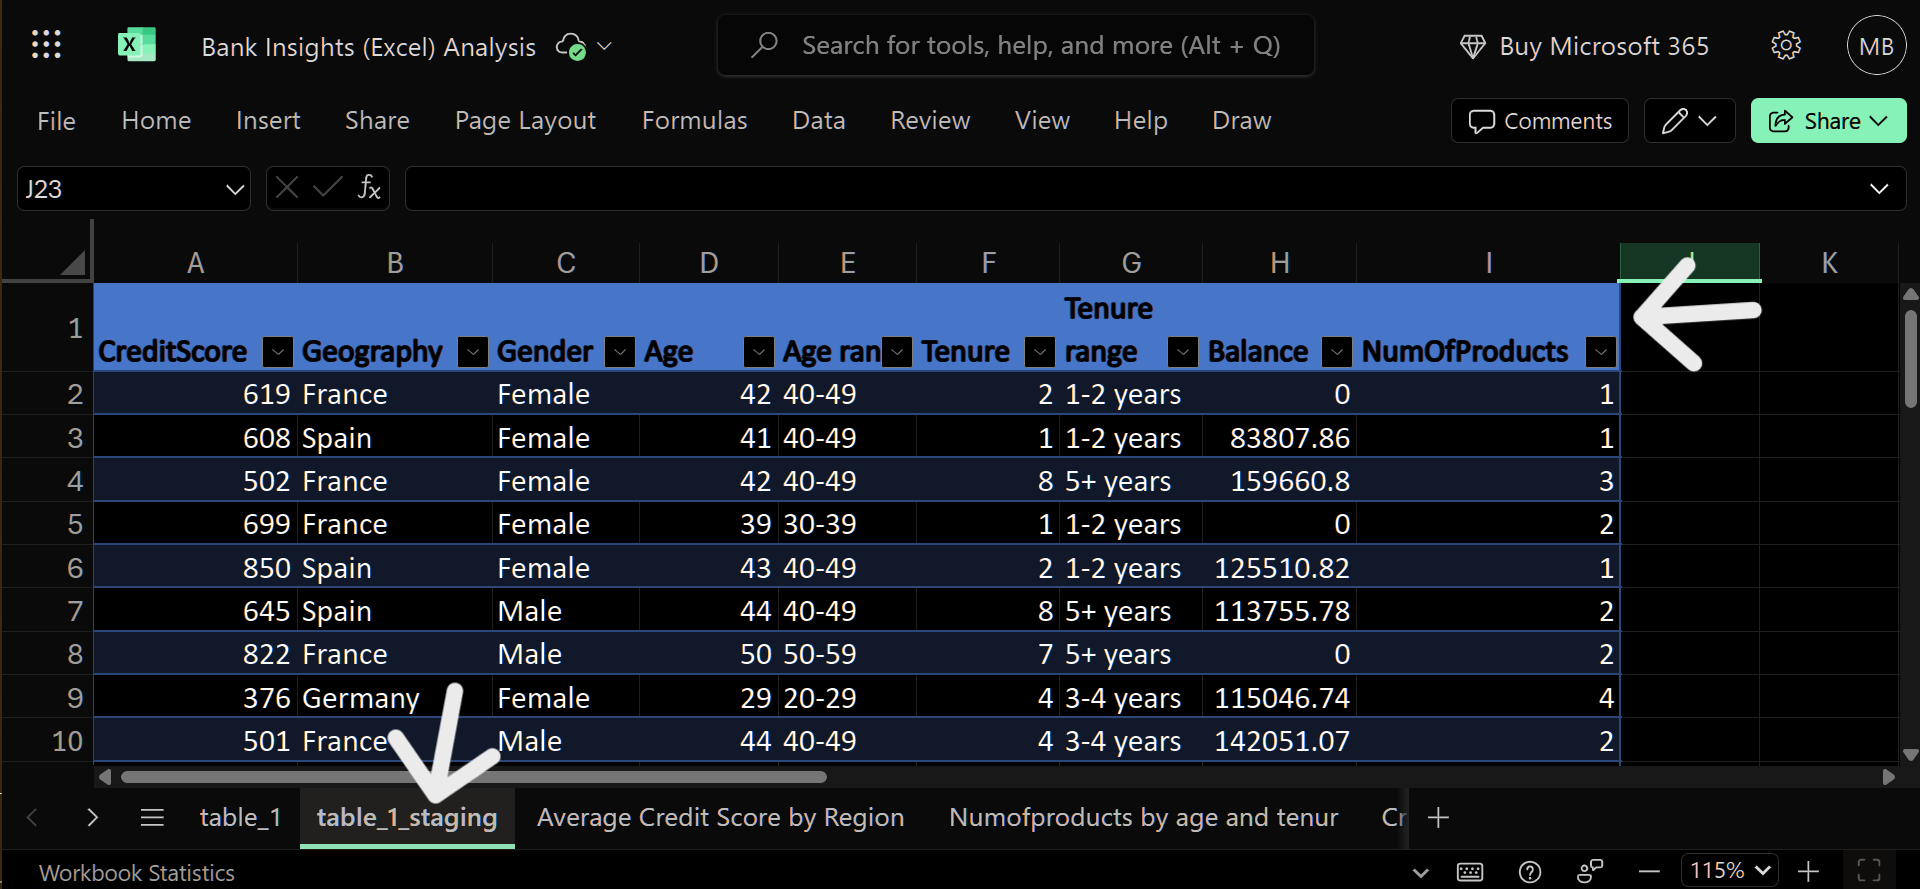 X Bank Insights (Excel) Analysis Search for tools, help, and more (Alt + Q) Buy Microsoft 365 MB
File Home Insert Share Page Layout Formulas Data Review View Help Draw Comments Share
J23 fx
A B C D E F G H I J K
1 CreditScore Geography Gender Age Age ran Tenure Tenure range Balance NumOfProducts
2 619 France Female 42 40-49 2 1-2 years 0 1
3 608 Spain Female 41 40-49 1 1-2 years 83807.86 1
4 502 France Female 42 40-49 8 5+ years 159660.8 3
5 699 France Female 39 30-39 1 1-2 years 0 2
6 850 Spain Female 43 40-49 2 1-2 years 125510.82 1
7 645 Spain Male 44 40-49 8 5+ years 113755.78 2
8 822 France Male 50 50-59 7 5+ years 0 2
9 376 Germany Female 29 20-29 4 3-4 years 115046.74 4
10 501 France Male 44 40-49 4 3-4 years 142051.07 2
table_1 table_1_staging Average Credit Score by Region Numofproducts by age and tenur Cr
Workbook Statistics 115%